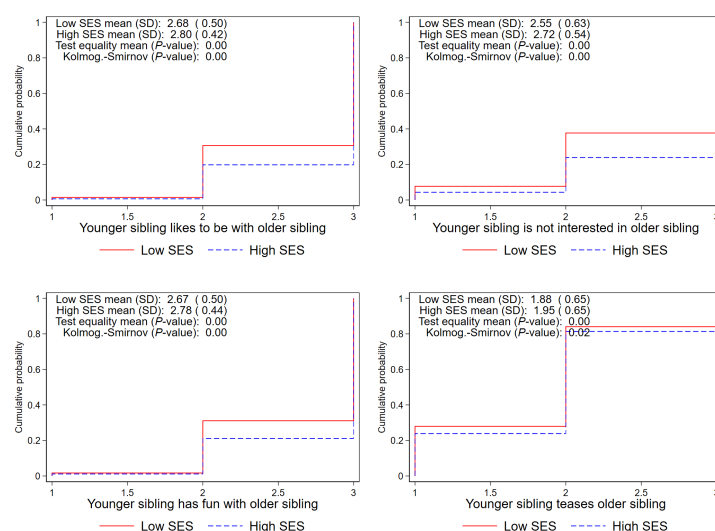 Low SES mean (SD): 2.68 ( 0.50)
High SES mean (SD): 2.80 ( 0.42)
Test equality mean (P-value): 0.00
Kolmog.-Smirnov (P-value): 0.00
Cumulative probability
1
0.8
0.6
0.4
0.2
0
1 1.5 2 2.5 3
Younger sibling likes to be with older sibling
Low SES High SES
Low SES mean (SD): 2.55 (0.63)
High SES mean (SD): 2.72 (0.54)
Test equality mean (P-value): 0.00
Kolmog.-Smirnov (P-value): 0.00
Cumulative probability
1
0.8
0.6
0.4
0.2
0
1 1.5 2 2.5 3
Younger sibling is not interested in older sibling
Low SES High SES
Low SES mean (SD): 2.67 ( 0.50)
High SES mean (SD): 2.78 ( 0.44)
Test equality mean (P-value): 0.00
Kolmog.-Smirnov (P-value): 0.00
Cumulative probability
1
0.8
0.6
0.4
0.2
0
1 1.5 2 2.5 3
Younger sibling has fun with older sibling
Low SES High SES
Low SES mean (SD): 1.88 (0.65)
High SES mean (SD): 1.95 (0.65)
Test equality mean (P-value): 0.00
Kolmog.-Smirnov (P-value): 0.02
Cumulative probability
1
0.8
0.6
0.4
0.2
0
1 1.5 2 2.5 3
Younger sibling teases older sibling
Low SES High SES